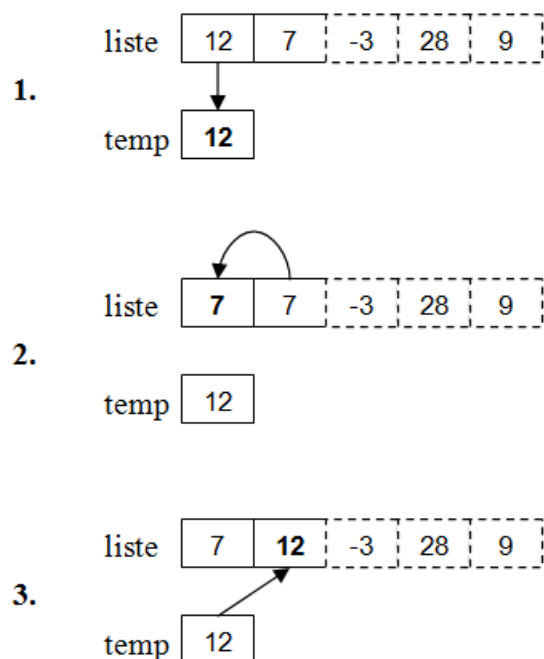 liste 12 7 -3 28 9
1.
temp 12
liste 7 7 -3 28 9
2.
temp 12
liste 7 12 -3 28 9
3.
temp 12